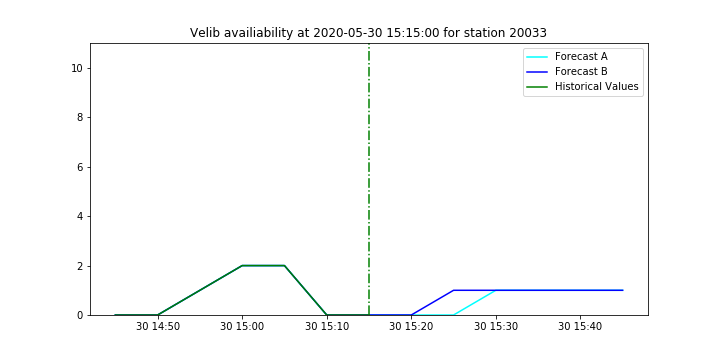 Velib availiability at 2020-05-30 15:15:00 for station 20033
Forecast A
Forecast B
Historical Values
10
8
6
4
2
0
30 14:50 30 15:00 30 15:10 30 15:20 30 15:30 30 15:40